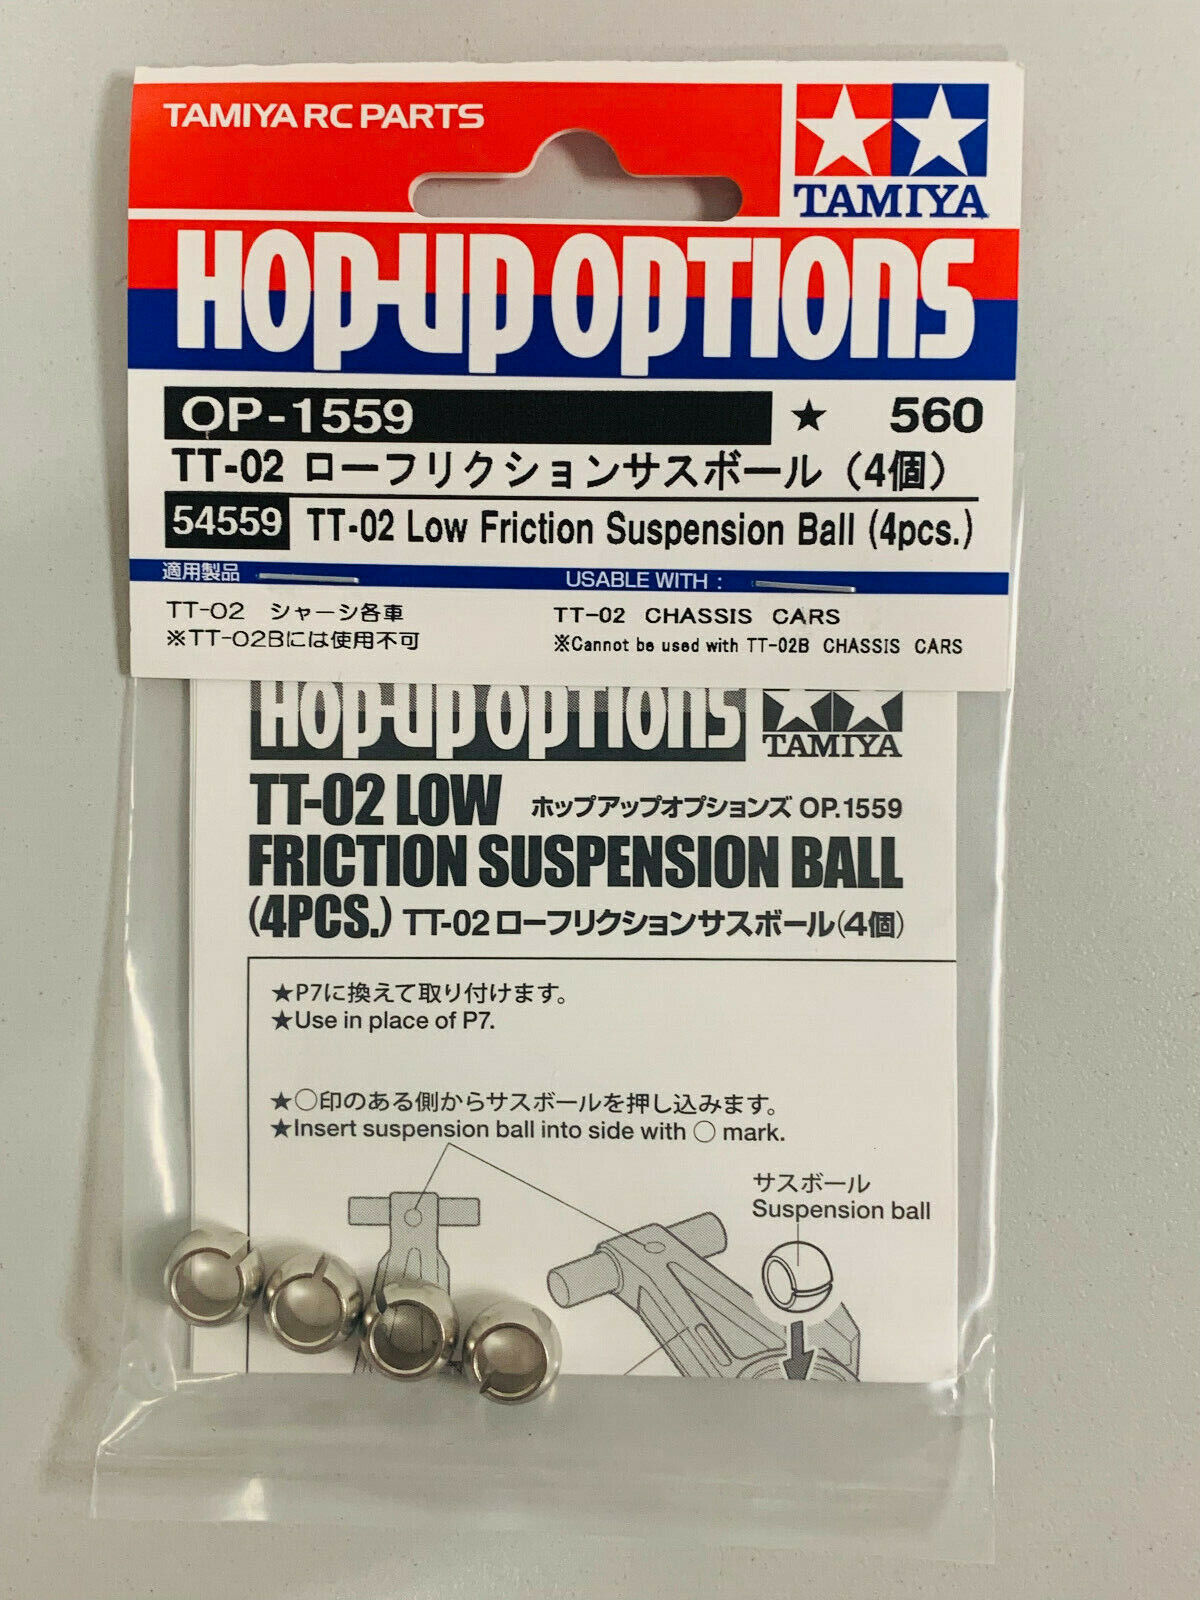 TAMIYA RC PARTS
TAMIYA
HOP-UP OPTIONS
OP-1559 ★ 560
TT-02 ローフリクションサスボール（4個）
54559 TT-02 Low Friction Suspension Ball (4pcs.)
適用製品 USABLE WITH :
TT-02 シャーシ各車
※TT-02Bには使用不可
TT-02 CHASSIS CARS
※Cannot be used with TT-02B CHASSIS CARS
HOP-UP OPTIONS
TAMIYA
TT-02 LOW ホップアップオプションズ OP.1559
FRICTION SUSPENSION BALL
(4PCS.) TT-02 ローフリクションサスボール(4個)
★P7に換えて取り付けます。
★Use in place of P7.
★○印のある側からサスボールを押し込みます。
★Insert suspension ball into side with ○ mark.
サスボール
Suspension ball